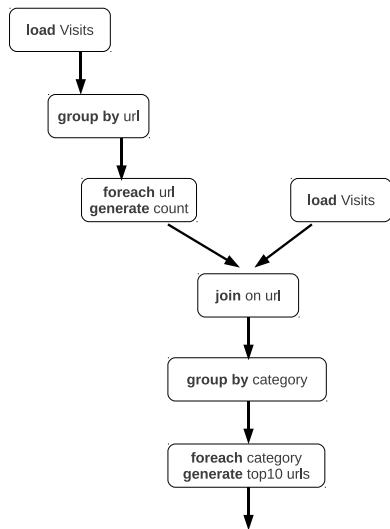 load Visits
group by url
foreach url
generate count
load Visits
join on url
group by category
foreach category
generate top10 urls